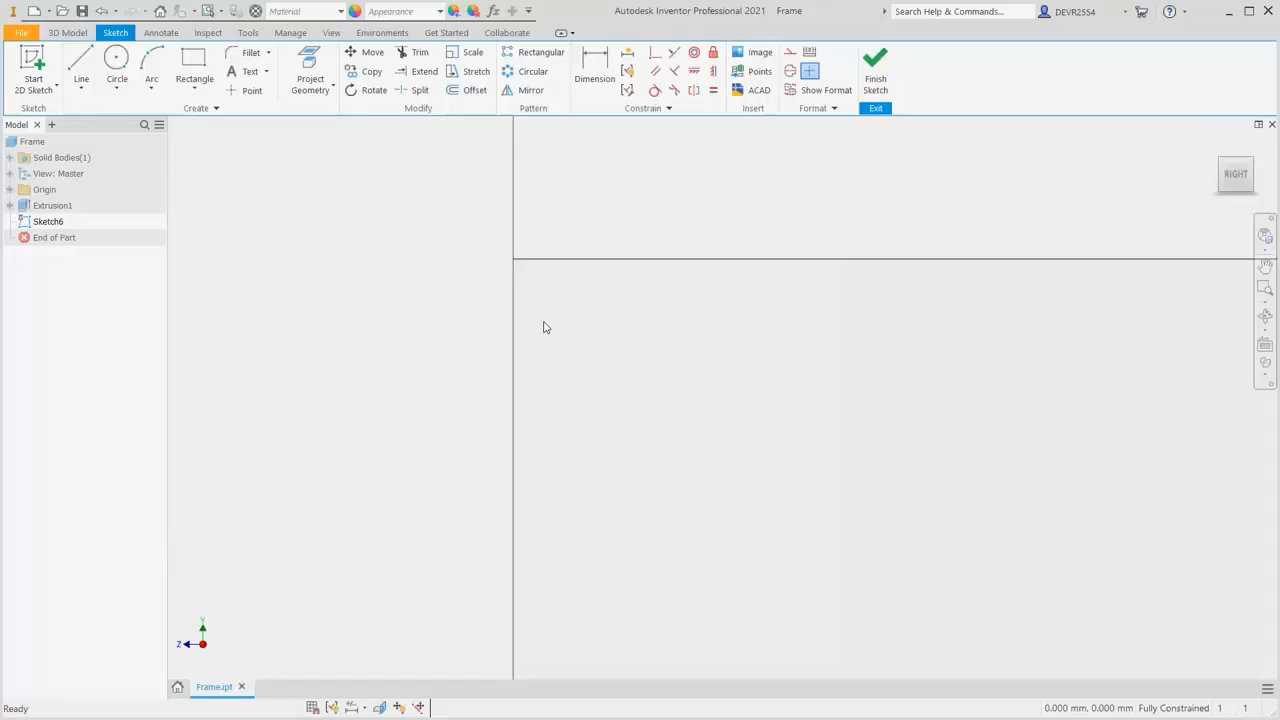 Material
Appearance
Autodesk Inventor Professional 2021 Frame
Search Help & Commands...
DEVR2554
File
3D Model
Sketch
Annotate
Inspect
Tools
Manage
View
Environments
Get Started
Collaborate
Start
2D Sketch
Line
Circle
Arc
Rectangle
Fillet
Text
Point
Project
Geometry
Move
Copy
Rotate
Trim
Extend
Split
Scale
Stretch
Offset
Rectangular
Circular
Mirror
Dimension
Image
Points
ACAD
Show Format
Finish
Sketch
Sketch
Create
Modify
Pattern
Constrain
Insert
Format
Exit
Model
Frame
Solid Bodies(1)
View: Master
Origin
Extrusion1
Sketch6
End of Part
RIGHT
Y
Z
Frame.ipt
Ready
0.000 mm, 0.000 mm Fully Constrained 1 1